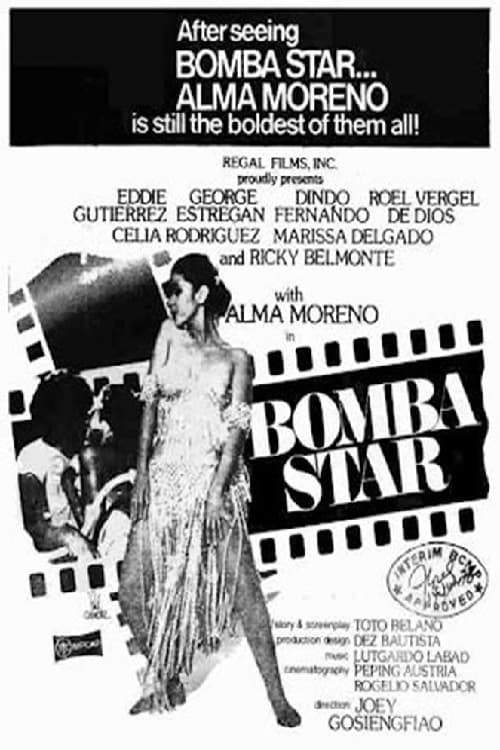 After seeing
BOMBA STAR...
ALMA MORENO
is still the boldest of them all!
REGAL FILMS, INC.
proudly presents
EDDIE GEORGE DINDO ROEL VERGEL
GUTIERREZ ESTREGAN FERNANDO DE DIOS
CELIA RODRIGUEZ MARISSA DELGADO
and RICKY BELMONTE
with
ALMA MORENO
in
BOMBA
STAR
INTERIM BCMP
APPROVED
story & screenplay TOTO BELANO
production design DEZ BAUTISTA
music LUTGARDO LABAD
cinematography PEPING AUSTRIA
ROGELIO SALVADOR
direction JOEY
GOSIENGFIAO